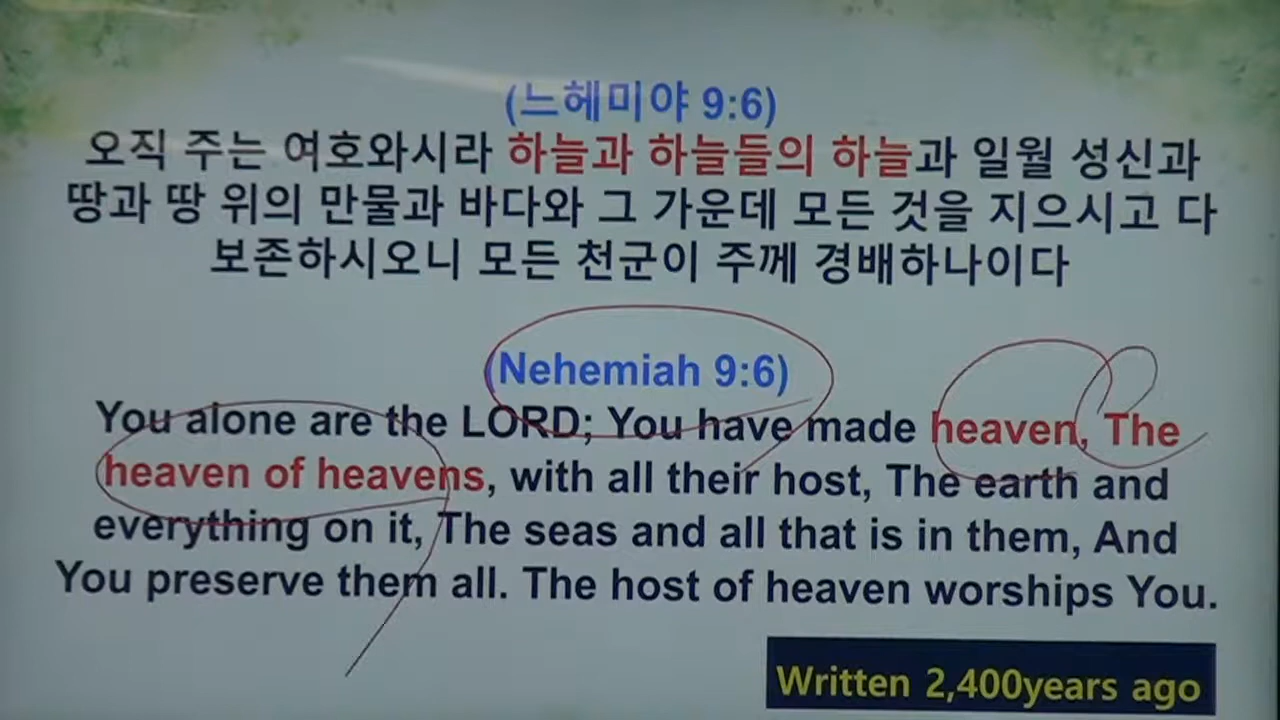 (느헤미야 9:6)
오직 주는 여호와시라 하늘과 하늘들의 하늘과 일월 성신과
땅과 땅 위의 만물과 바다와 그 가운데 모든 것을 지으시고 다
보존하시오니 모든 천군이 주께 경배하나이다
(Nehemiah 9:6)
You alone are the LORD; You have made heaven, The
heaven of heavens, with all their host, The earth and
everything on it, The seas and all that is in them, And
You preserve them all. The host of heaven worships You.
Written 2,400years ago